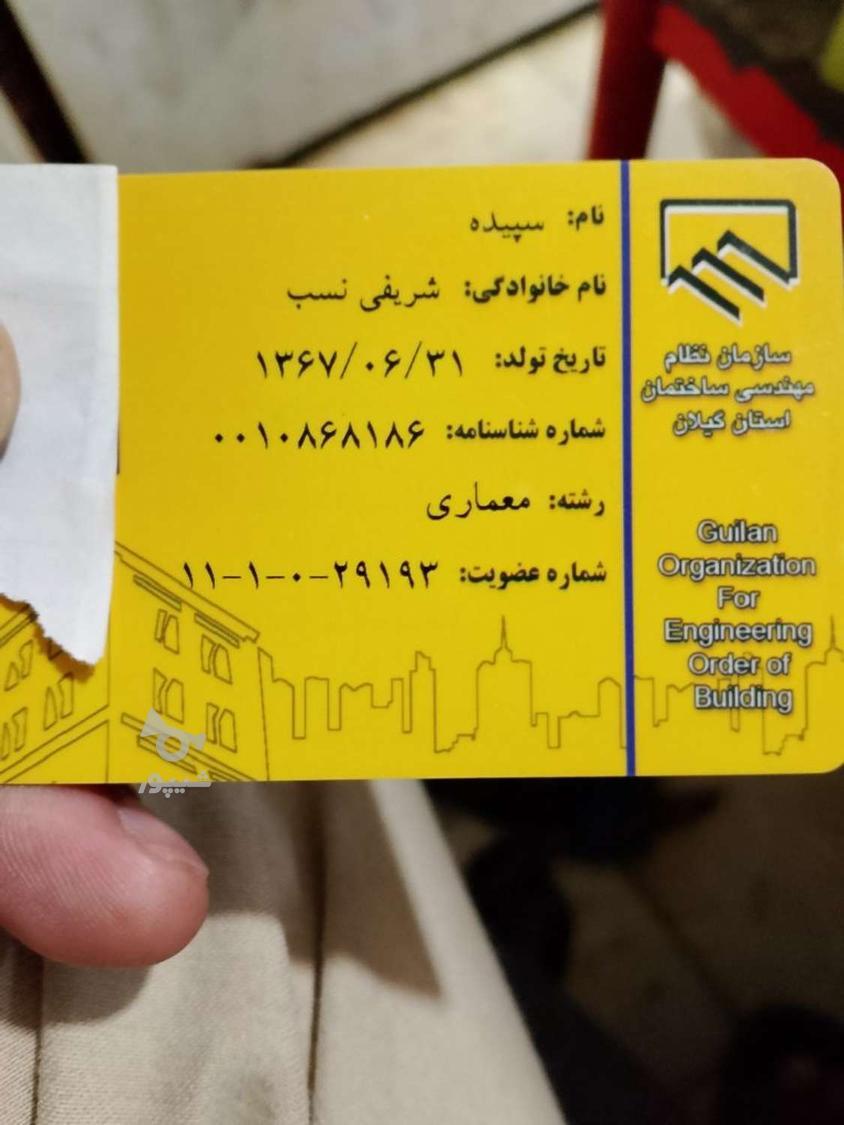 نام: سپیده
نام خانوادگی: شریفی نسب
تاریخ تولد: ۱۳۶۷/۰۶/۳۱
شماره شناسنامه: ۰۰۱۰۸۶۸۱۸۶
رشته: معماری
شماره عضویت: ۱۱-۱-۰-۲۹۱۹۳
سازمان نظام
مهندسی ساختمان
استان گیلان
Guilan
Organization
For
Engineering
Order of
Building
شیپور